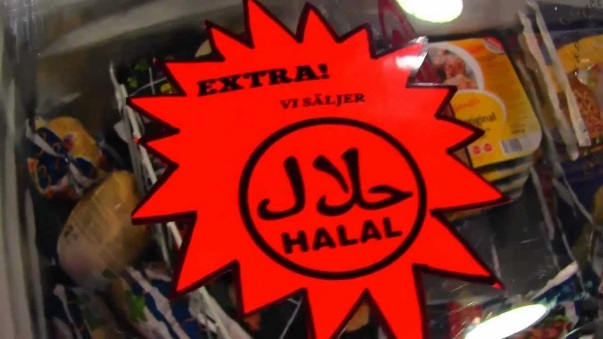 EXTRA!
VI SÄLJER
حلال
HALAL